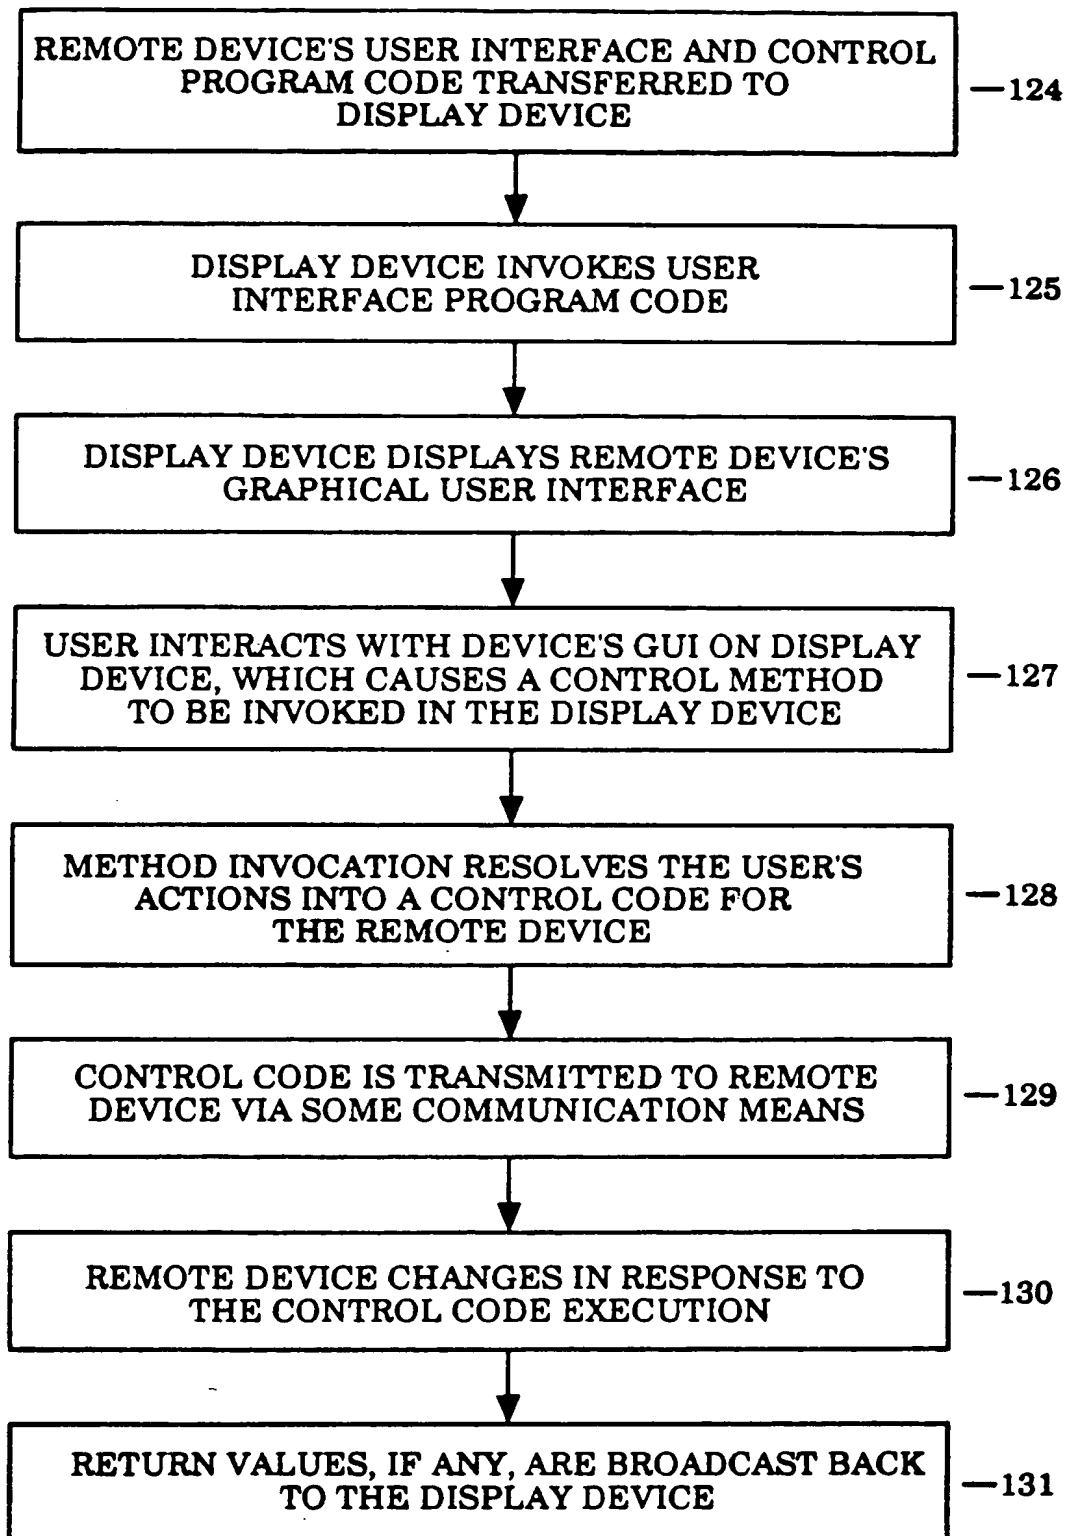 REMOTE DEVICE'S USER INTERFACE AND CONTROL
PROGRAM CODE TRANSFERRED TO
DISPLAY DEVICE
—124
DISPLAY DEVICE INVOKES USER
INTERFACE PROGRAM CODE
—125
DISPLAY DEVICE DISPLAYS REMOTE DEVICE'S
GRAPHICAL USER INTERFACE
—126
USER INTERACTS WITH DEVICE'S GUI ON DISPLAY
DEVICE, WHICH CAUSES A CONTROL METHOD
TO BE INVOKED IN THE DISPLAY DEVICE
—127
METHOD INVOCATION RESOLVES THE USER'S
ACTIONS INTO A CONTROL CODE FOR
THE REMOTE DEVICE
—128
CONTROL CODE IS TRANSMITTED TO REMOTE
DEVICE VIA SOME COMMUNICATION MEANS
—129
REMOTE DEVICE CHANGES IN RESPONSE TO
THE CONTROL CODE EXECUTION
—130
RETURN VALUES, IF ANY, ARE BROADCAST BACK
TO THE DISPLAY DEVICE
—131